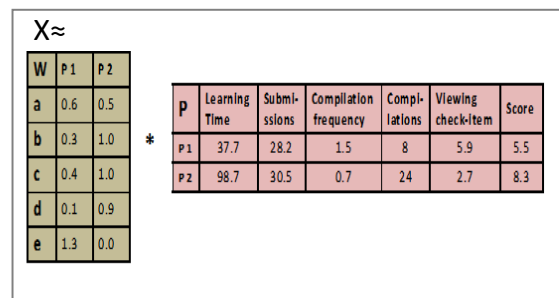 X≈
W P1 P2
a 0.6 0.5
b 0.3 1.0
c 0.4 1.0
d 0.1 0.9
e 1.3 0.0
*
P Learning Time Submi-ssions Compilation frequency Compi-lations Viewing check-item Score
P1 37.7 28.2 1.5 8 5.9 5.5
P2 98.7 30.5 0.7 24 2.7 8.3